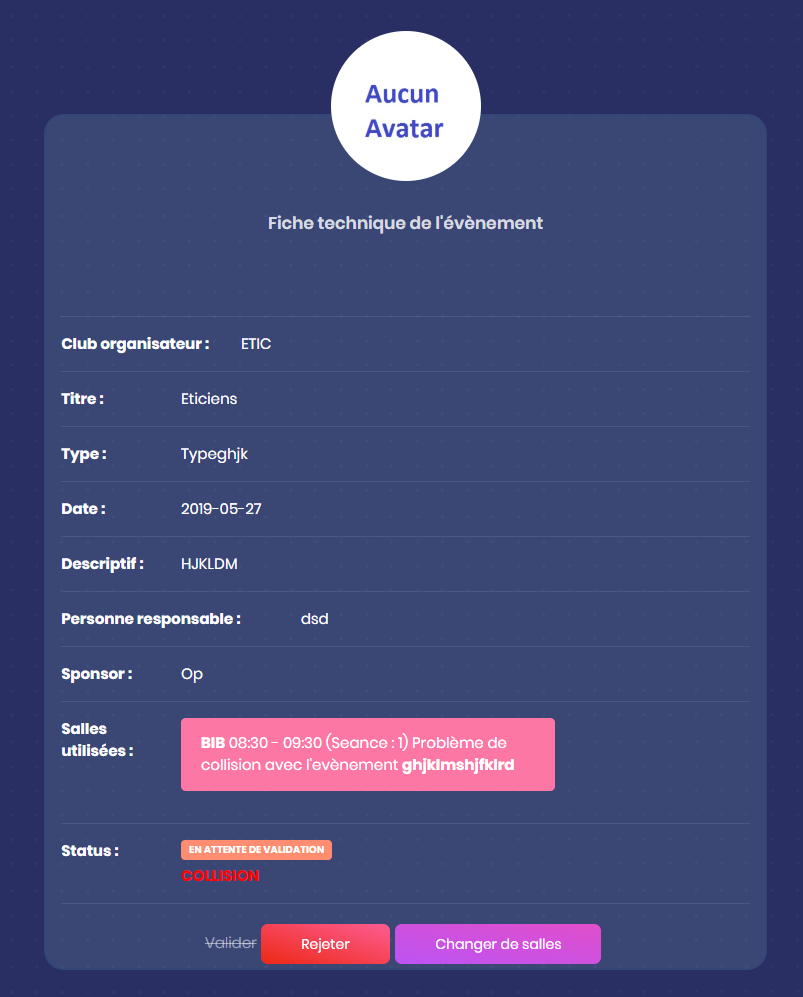 Aucun
Avatar
Fiche technique de l'évènement
Club organisateur : ETIC
Titre : Eticiens
Type : Typeghjk
Date : 2019-05-27
Descriptif : HJKLDM
Personne responsable : dsd
Sponsor : Op
Salles
utilisées :
BIB 08:30 - 09:30 (Seance : 1) Problème de
collision avec l'evènement ghjklmshjfklrd
Status : EN ATTENTE DE VALIDATION
COLLISION
Valider Rejeter Changer de salles